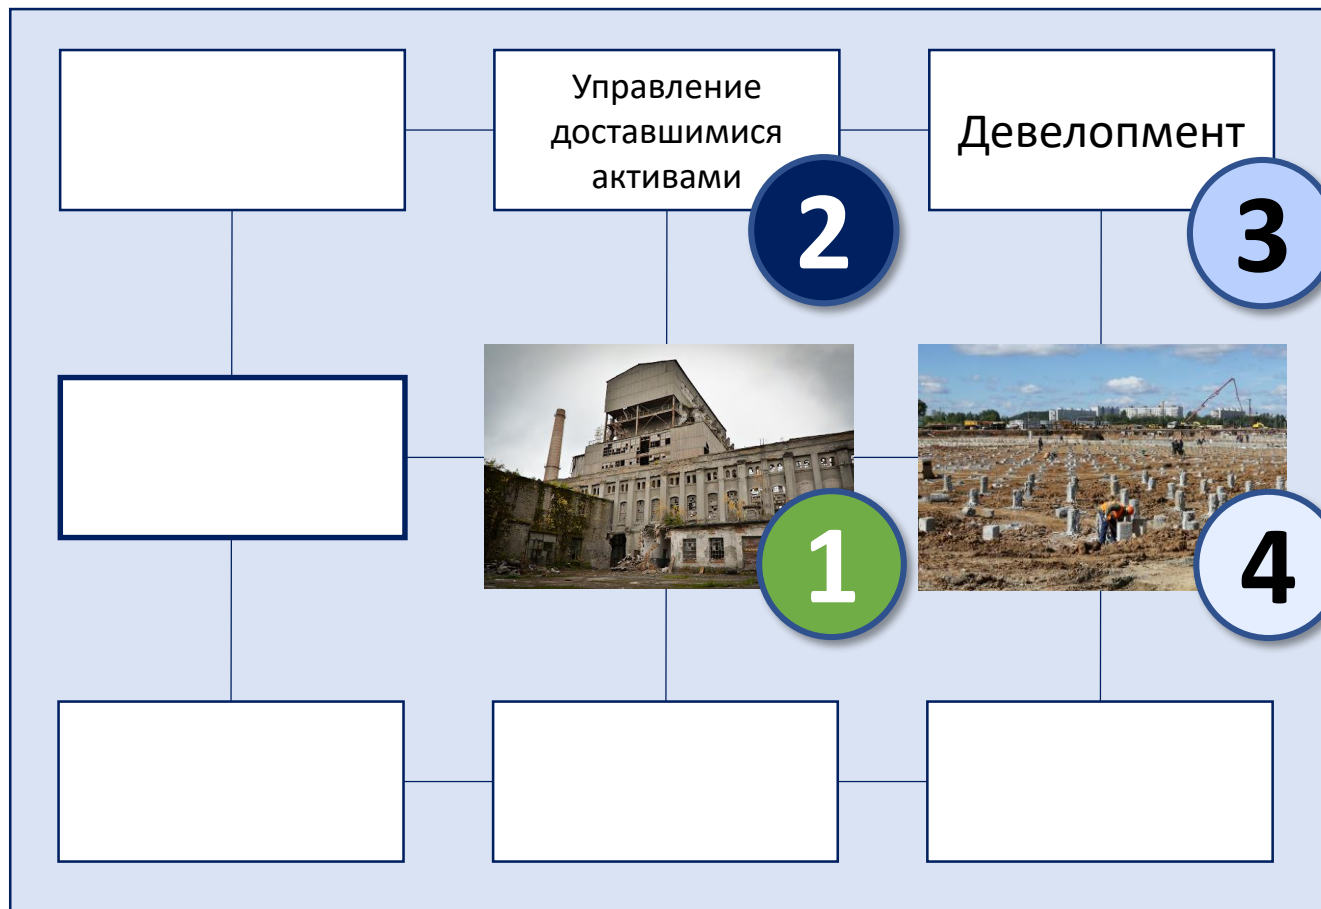 Управление
доставшимися
активами
2
Девелопмент
3
1
4